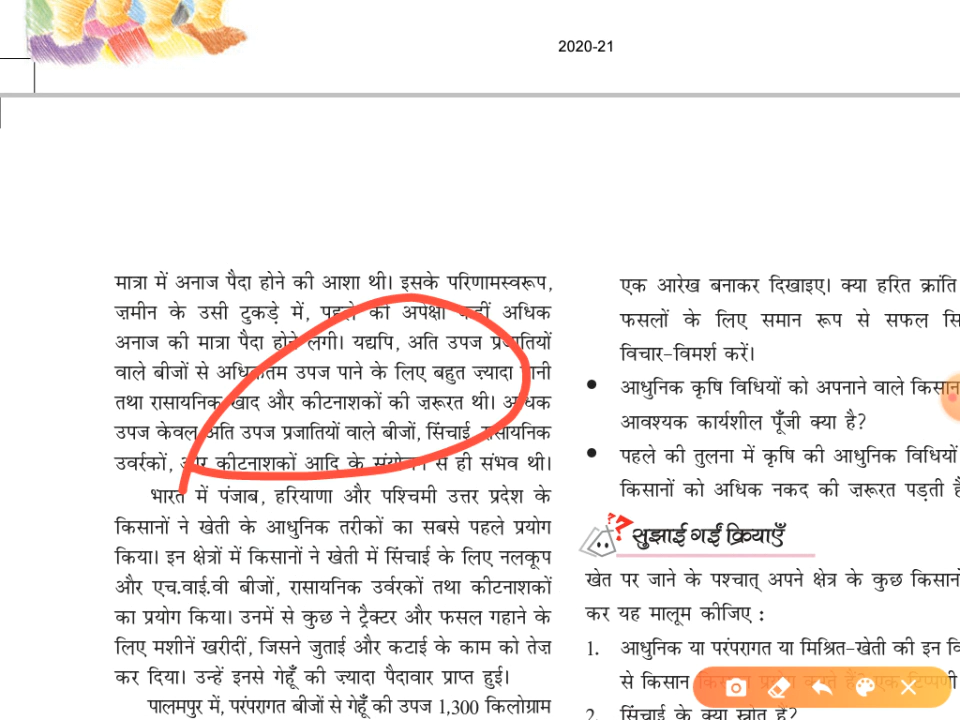 2020-21
मात्रा में अनाज पैदा होने की आशा थी। इसके परिणामस्वरूप,
ज़मीन के उसी टुकड़े में, पहले की अपेक्षा कहीं अधिक
अनाज की मात्रा पैदा होने लगी। यद्यपि, अति उपज प्रजातियों
वाले बीजों से अधिकतम उपज पाने के लिए बहुत ज़्यादा पानी
तथा रासायनिक खाद और कीटनाशकों की ज़रूरत थी। अधिक
उपज केवल अति उपज प्रजातियों वाले बीजों, सिंचाई, रासायनिक
उर्वरकों, और कीटनाशकों आदि के संयोजन से ही संभव थी।
भारत में पंजाब, हरियाणा और पश्चिमी उत्तर प्रदेश के
किसानों ने खेती के आधुनिक तरीकों का सबसे पहले प्रयोग
किया। इन क्षेत्रों में किसानों ने खेती में सिंचाई के लिए नलकूप
और एच.वाई.वी बीजों, रासायनिक उर्वरकों तथा कीटनाशकों
का प्रयोग किया। उनमें से कुछ ने ट्रैक्टर और फसल गहाने के
लिए मशीनें खरीदीं, जिसने जुताई और कटाई के काम को तेज
कर दिया। उन्हें इनसे गेहूँ की ज़्यादा पैदावार प्राप्त हुई।
पालमपुर में, परंपरागत बीजों से गेहूँ की उपज 1,300 किलोग्राम
एक आरेख बनाकर दिखाइए। क्या हरित क्रांति
फसलों के लिए समान रूप से सफल
विचार-विमर्श करें।
• आधुनिक कृषि विधियों को अपनाने वाले किसान
आवश्यक कार्यशील पूँजी क्या है?
• पहले की तुलना में कृषि की आधुनिक विधियों
किसानों को अधिक नकद की ज़रूरत पड़ती
??
सुझाई गई क्रियाएँ
खेत पर जाने के पश्चात् अपने क्षेत्र के कुछ किसानों
कर यह मालूम कीजिए :
1. आधुनिक या परंपरागत या मिश्रित-खेती की इन
से किसान किसका प्रयोग करते हैं? एक टिप्पणी
2. सिंचाई के क्या स्रोत हैं?